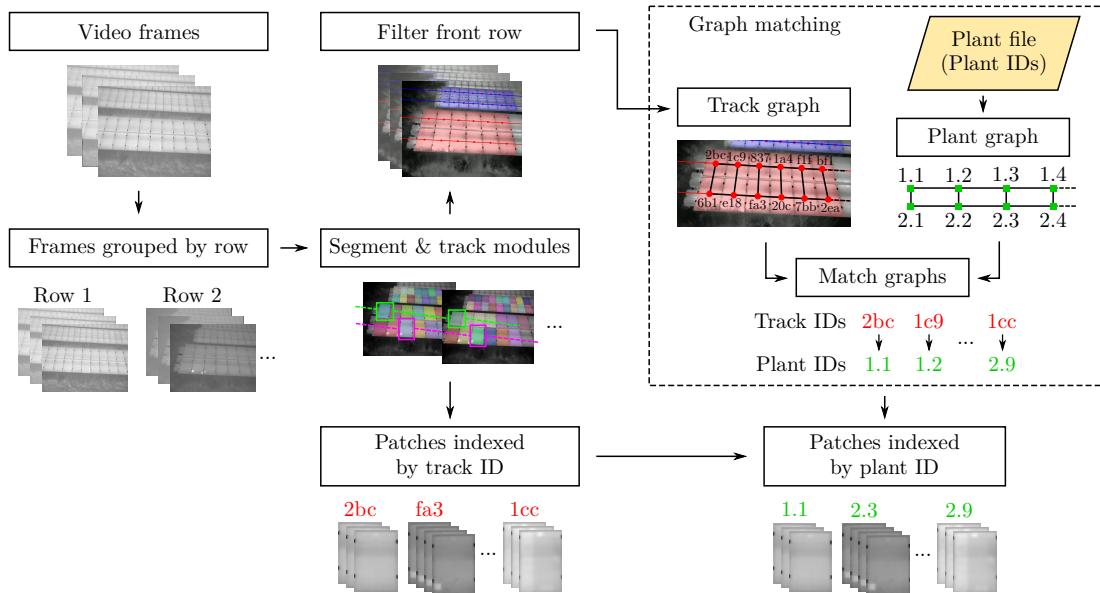 Video frames
Filter front row
Graph matching
Plant file
(Plant IDs)
Track graph
Plant graph
2bc 1c9 837 1a4 f1f bf1
6b1 e18 fa3 20c 7bb 2ea
1.1 1.2 1.3 1.4
2.1 2.2 2.3 2.4
Frames grouped by row
Segment & track modules
Match graphs
Row 1 Row 2
...
...
Track IDs 2bc 1c9 1cc
...
Plant IDs 1.1 1.2 2.9
Patches indexed
by track ID
Patches indexed
by plant ID
2bc fa3 1cc
...
1.1 2.3 2.9
...